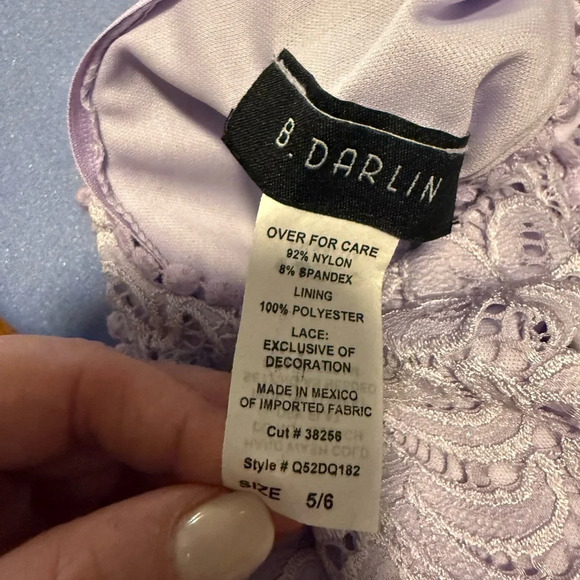 B. DARLIN
OVER FOR CARE
92% NYLON
8% SPANDEX
LINING
100% POLYESTER
LACE:
EXCLUSIVE OF
DECORATION
MADE IN MEXICO
OF IMPORTED FABRIC
Cut # 38256
Style # Q52DQ182
SIZE 5/6